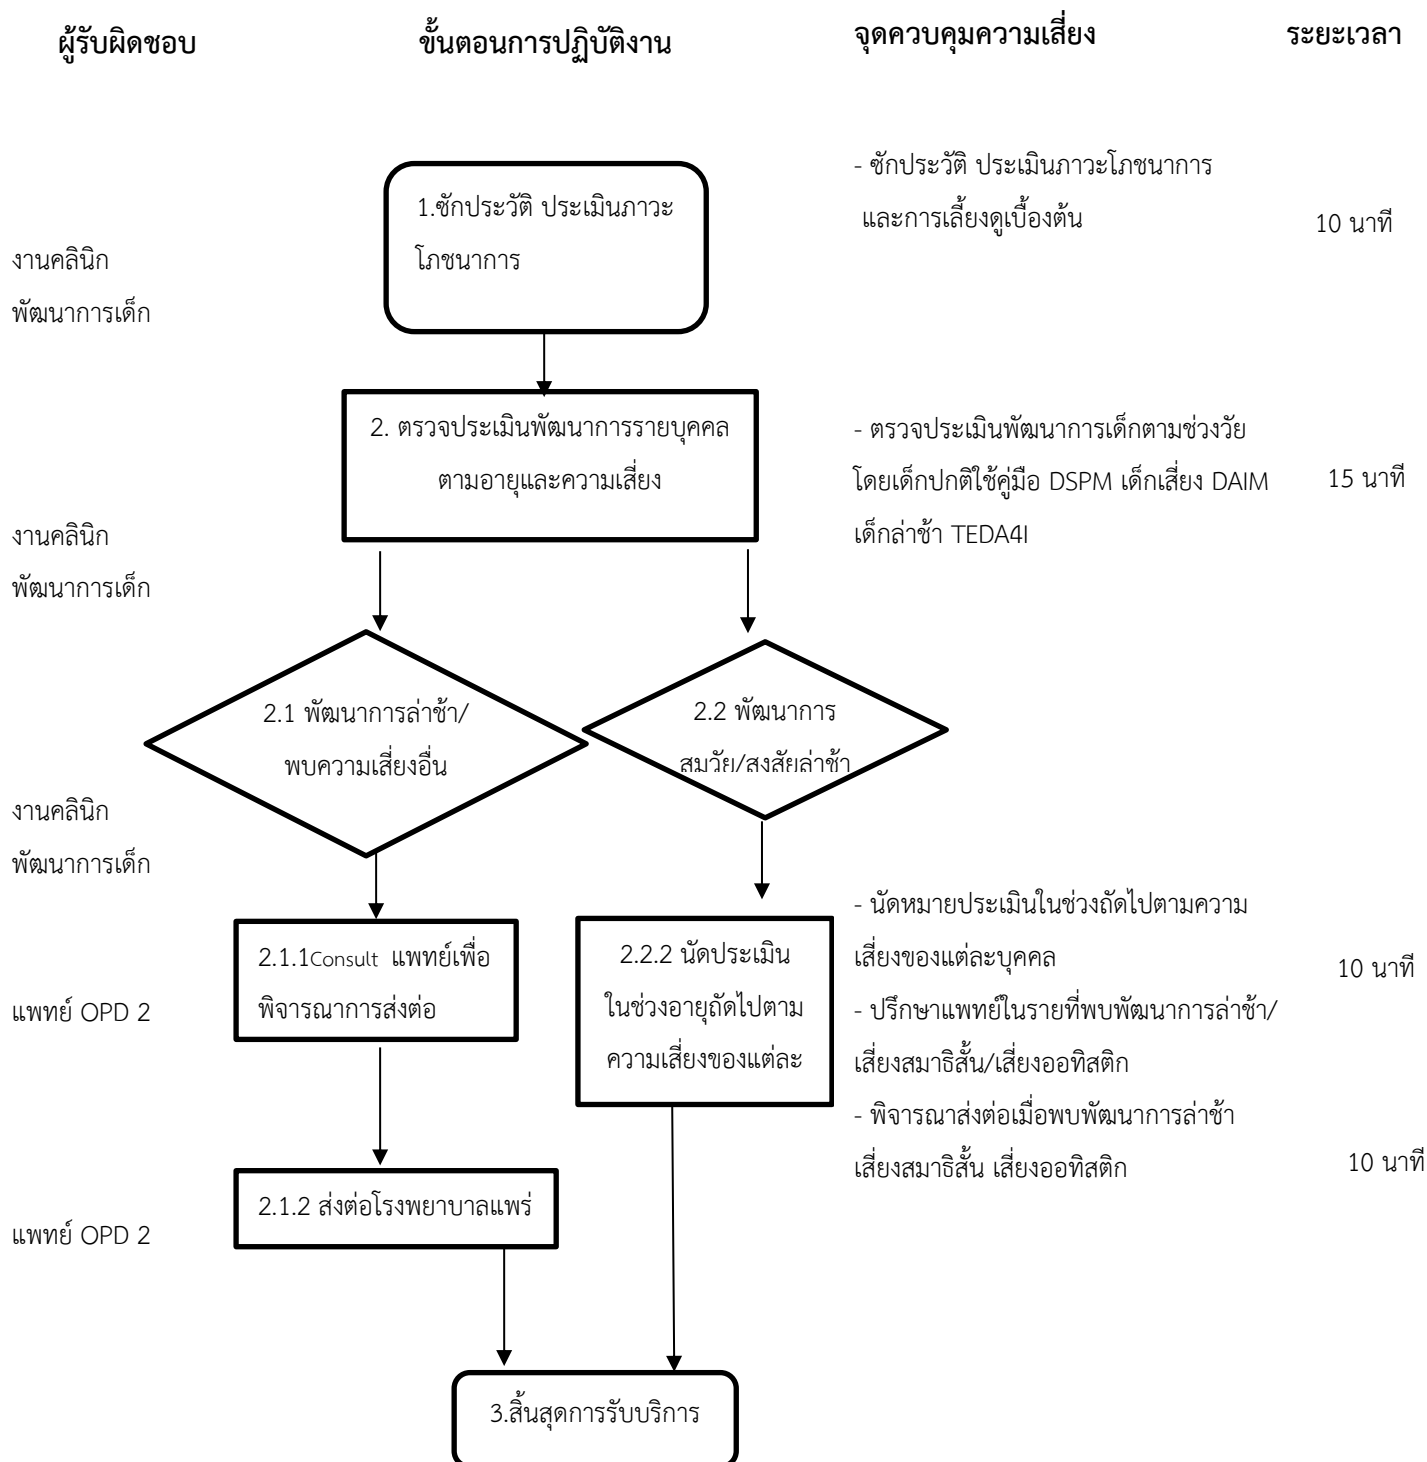 ผู้รับผิดชอบ
ขั้นตอนการปฏิบัติงาน
จุดควบคุมความเสี่ยง
ระยะเวลา
1.ซักประวัติ ประเมินภาวะ
โภชนาการ
- ซักประวัติ ประเมินภาวะโภชนาการ
และการเลี้ยงดูเบื้องต้น
10 นาที
งานคลินิก
พัฒนาการเด็ก
2. ตรวจประเมินพัฒนาการรายบุคคล
ตามอายุและความเสี่ยง
- ตรวจประเมินพัฒนาการเด็กตามช่วงวัย
โดยเด็กปกติใช้คู่มือ DSPM เด็กเสี่ยง DAIM
เด็กล่าช้า TEDA4I
15 นาที
งานคลินิก
พัฒนาการเด็ก
2.1 พัฒนาการล่าช้า/
พบความเสี่ยงอื่น
2.2 พัฒนาการ
สมวัย/สงสัยล่าช้า
งานคลินิก
พัฒนาการเด็ก
2.1.1Consult แพทย์เพื่อ
พิจารณาการส่งต่อ
2.2.2 นัดประเมิน
ในช่วงอายุถัดไปตาม
ความเสี่ยงของแต่ละ
- นัดหมายประเมินในช่วงถัดไปตามความ
เสี่ยงของแต่ละบุคคล
10 นาที
- ปรึกษาแพทย์ในรายที่พบพัฒนาการล่าช้า/
เสี่ยงสมาธิสั้น/เสี่ยงออทิสติก
- พิจารณาส่งต่อเมื่อพบพัฒนาการล่าช้า
เสี่ยงสมาธิสั้น เสี่ยงออทิสติก
10 นาที
แพทย์ OPD 2
2.1.2 ส่งต่อโรงพยาบาลแพร่
แพทย์ OPD 2
3.สิ้นสุดการรับบริการ